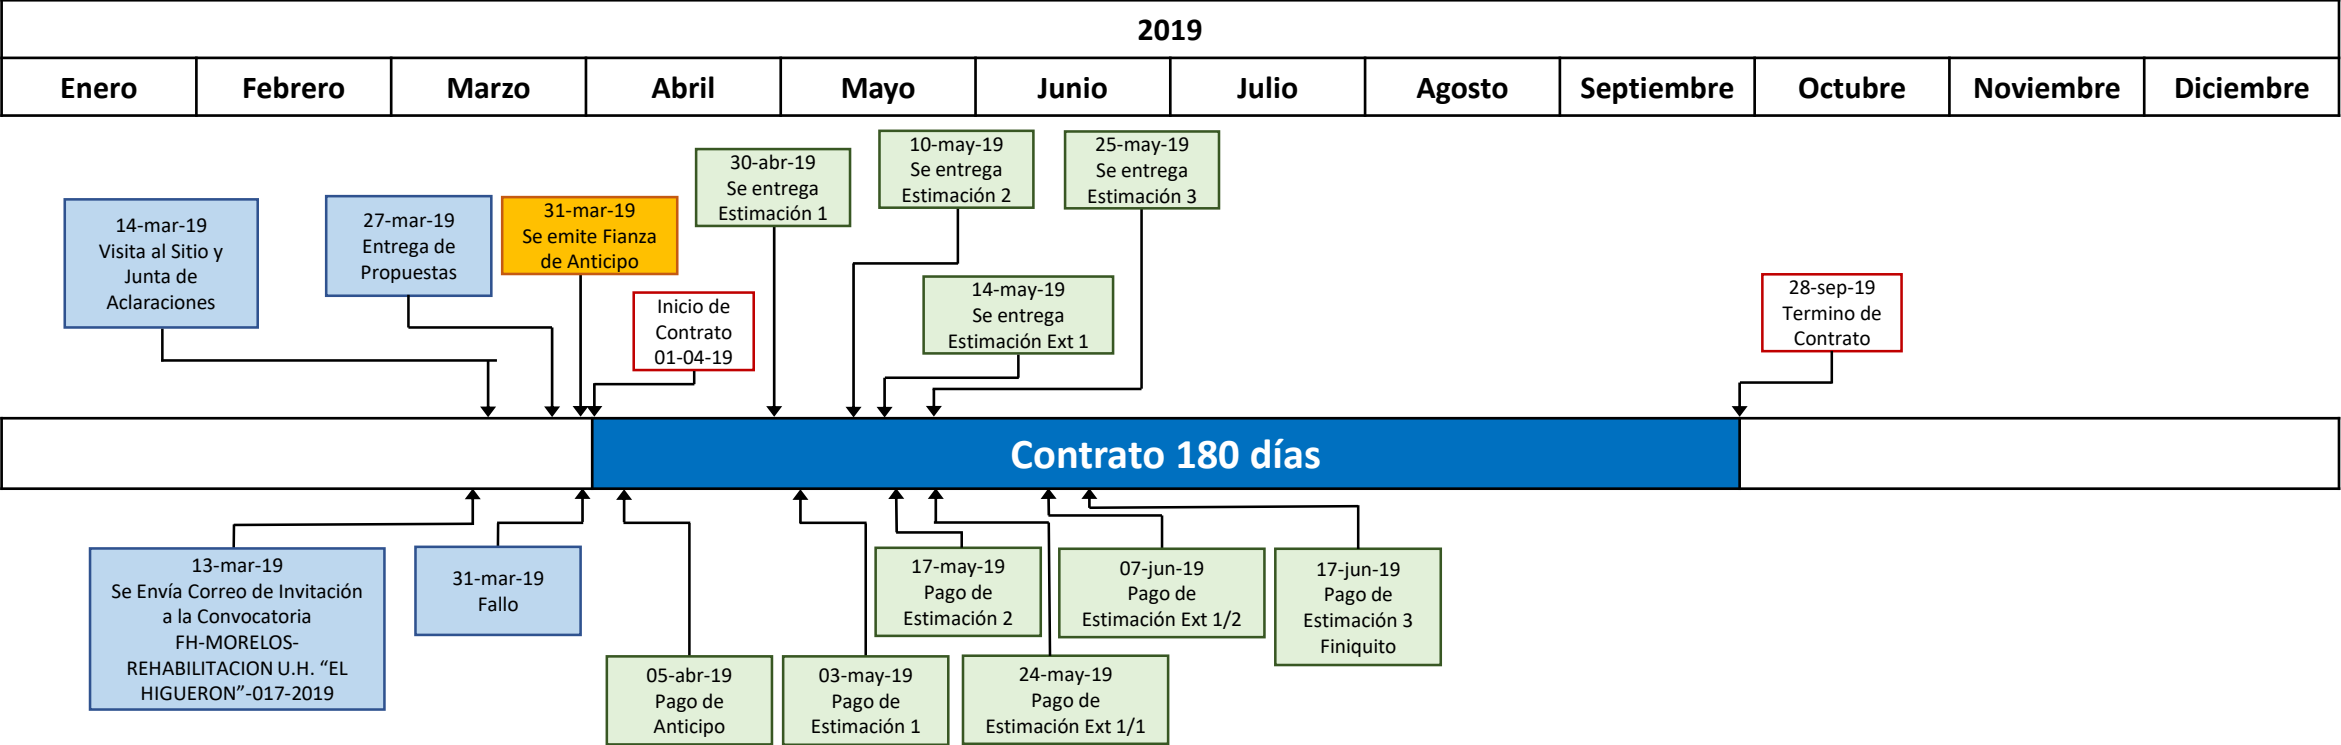 2019
Enero
Febrero
Marzo
Abril
Mayo
Junio
Julio
Agosto
Septiembre
Octubre
Noviembre
Diciembre
14-mar-19
Visita al Sitio y
Junta de
Aclaraciones
27-mar-19
Entrega de
Propuestas
31-mar-19
Se emite Fianza
de Anticipo
Inicio de
Contrato
01-04-19
30-abr-19
Se entrega
Estimación 1
10-may-19
Se entrega
Estimación 2
14-may-19
Se entrega
Estimación Ext 1
25-may-19
Se entrega
Estimación 3
28-sep-19
Termino de
Contrato
Contrato 180 días
13-mar-19
Se Envía Correo de Invitación
a la Convocatoria
FH-MORELOS-
REHABILITACION U.H. “EL
HIGUERON”-017-2019
31-mar-19
Fallo
05-abr-19
Pago de
Anticipo
03-may-19
Pago de
Estimación 1
17-may-19
Pago de
Estimación 2
24-may-19
Pago de
Estimación Ext 1/1
07-jun-19
Pago de
Estimación Ext 1/2
17-jun-19
Pago de
Estimación 3
Finiquito